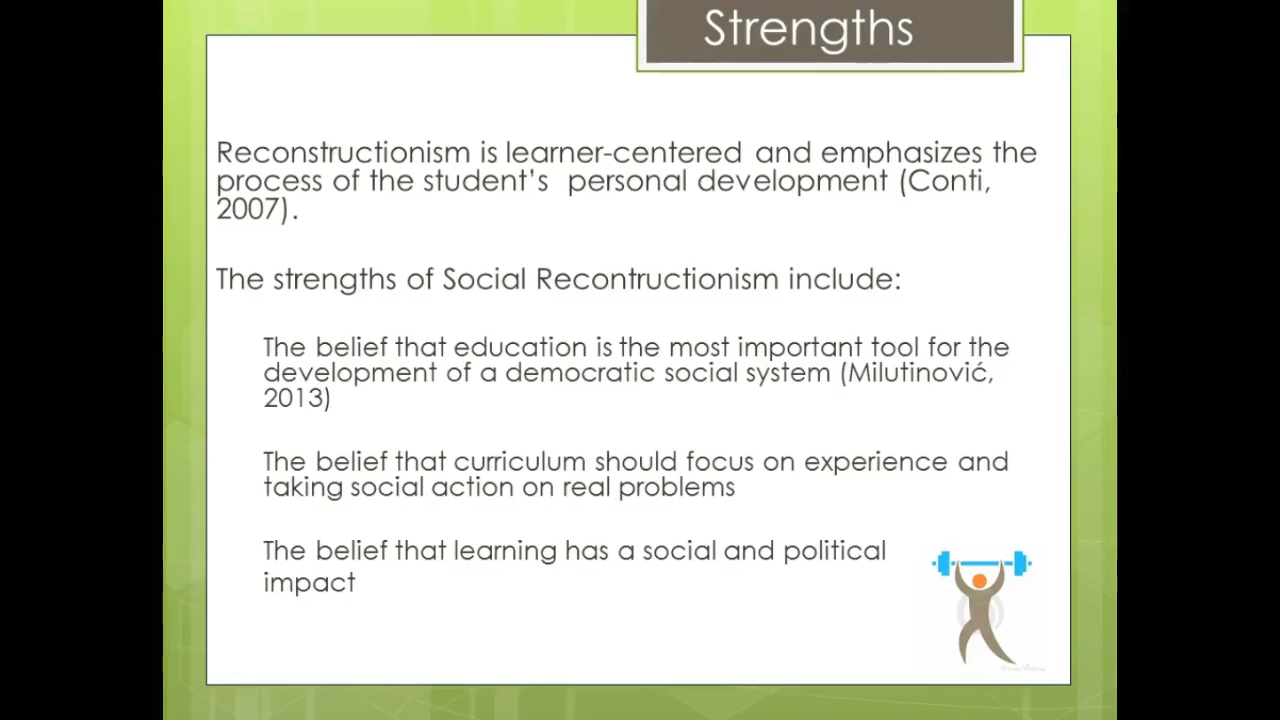 Strengths
Reconstructionism is learner-centered and emphasizes the
process of the student’s  personal development (Conti,
2007).
The strengths of Social Recontructionism include:
The belief that education is the most important tool for the
development of a democratic social system (Milutinović,
2013)
The belief that curriculum should focus on experience and
taking social action on real problems
The belief that learning has a social and political
impact